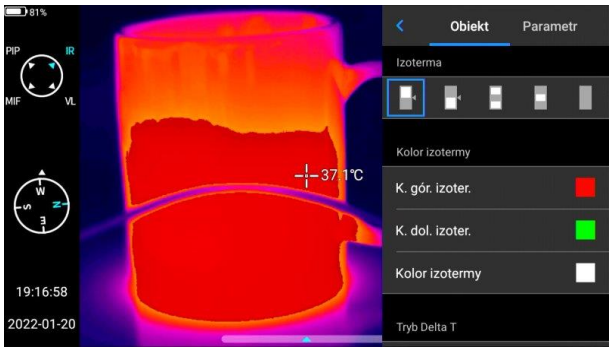 81%
PIP IR
MIF VL
W
S N
E
19:16:58
2022-01-20
37.1°C
Obiekt Parametr
Izoterma
Kolor izotermy
K. gór. izoter.
K. dol. izoter.
Kolor izotermy
Tryb Delta T